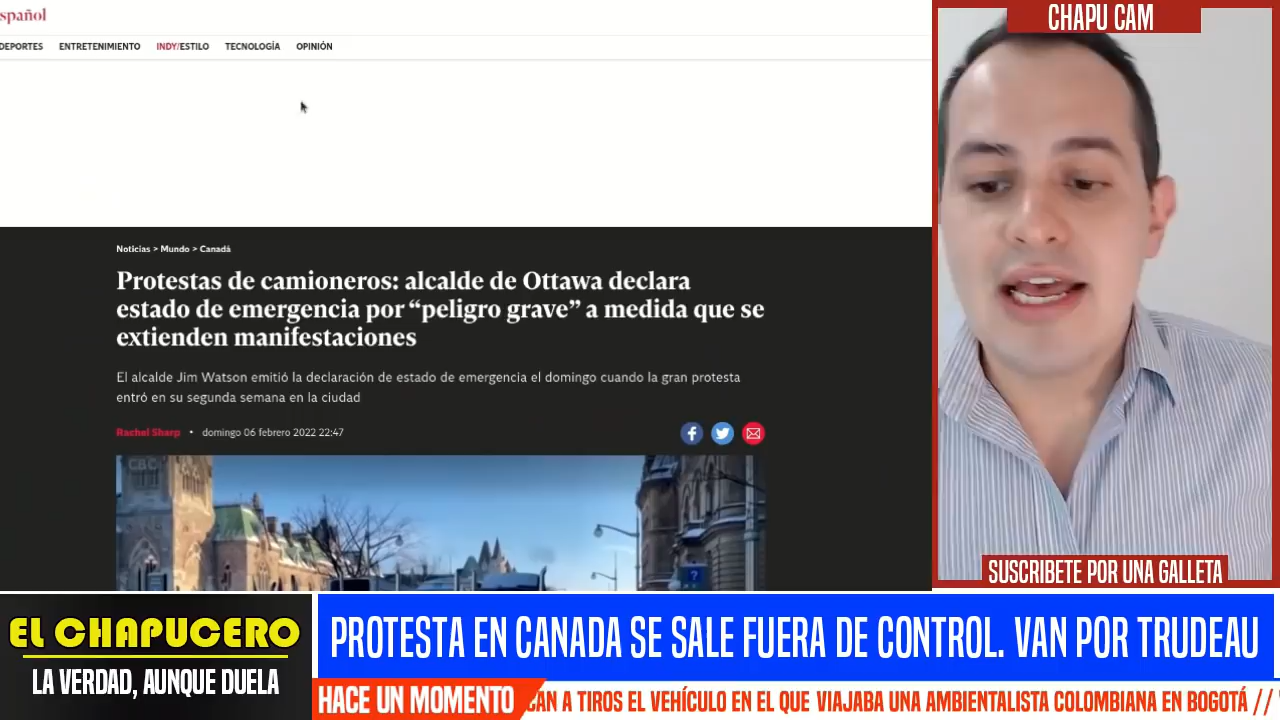 spañol
DEPORTES ENTRETENIMIENTO INDY/ESTILO TECNOLOGÍA OPINIÓN
Noticias > Mundo > Canadá
Protestas de camioneros: alcalde de Ottawa declara
estado de emergencia por “peligro grave” a medida que se
extienden manifestaciones
El alcalde Jim Watson emitió la declaración de estado de emergencia el domingo cuando la gran protesta
entró en su segunda semana en la ciudad
Rachel Sharp • domingo 06 febrero 2022 22:47
CBC
?
CHAPU CAM
SUSCRIBETE POR UNA GALLETA
EL CHAPUCERO
LA VERDAD, AUNQUE DUELA
PROTESTA EN CANADA SE SALE FUERA DE CONTROL. VAN POR TRUDEAU
HACE UN MOMENTO
CAN A TIROS EL VEHÍCULO EN EL QUE VIAJABA UNA AMBIENTALISTA COLOMBIANA EN BOGOTÁ //